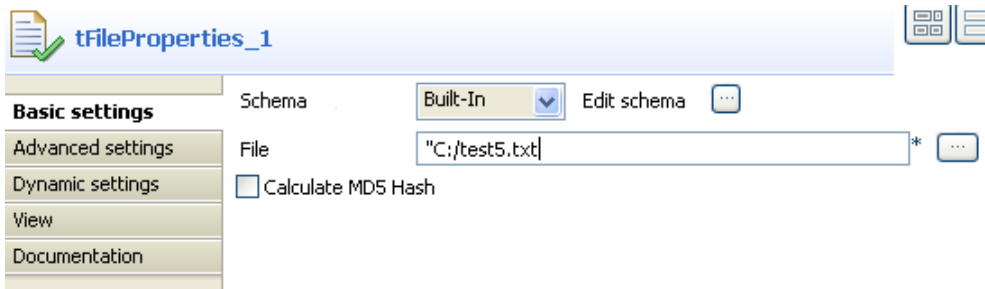 tFileProperties_1
Basic settings
Advanced settings
Dynamic settings
View
Documentation
Schema Built-In Edit schema ...
File "C:/test5.txt * ...
Calculate MD5 Hash